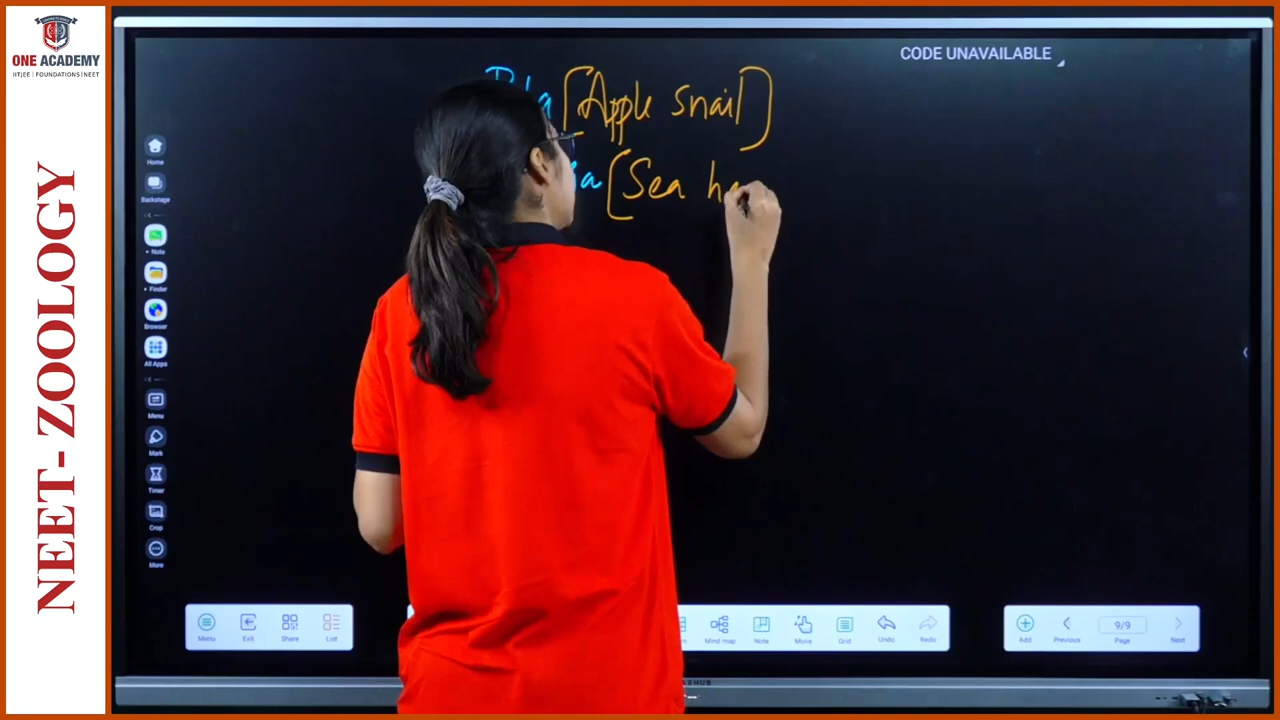 ONE ACADEMY
IIT|JEE | FOUNDATIONS|NEET
NEET- ZOOLOGY
CODE UNAVAILABLE
[Apple snail]
[Sea
Home
Backstage
Note
Finder
Browser
All Apps
Menu
Mark
Timer
Crop
More
Menu
Exit
Share
List
Mind map
Note
Move
Grid
Undo
Redo
Add
Previous
9/9
Page
Next